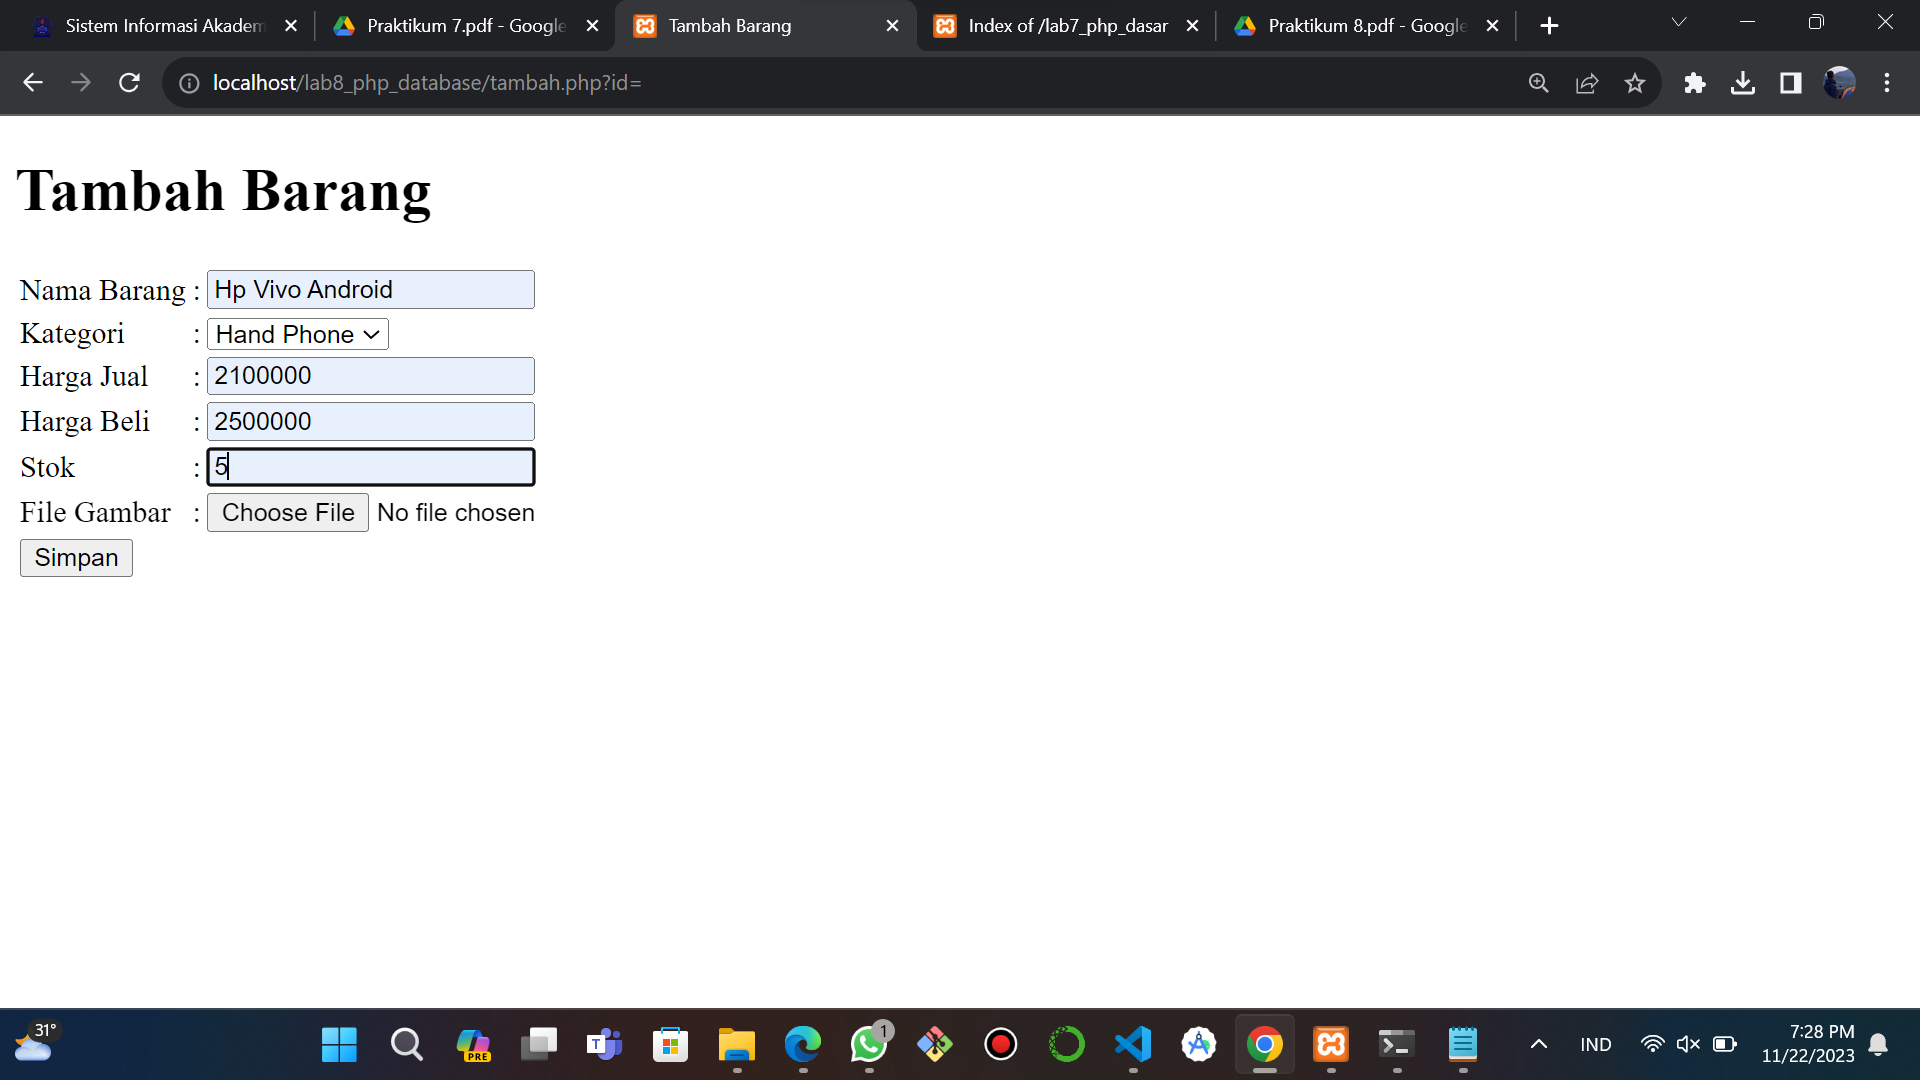 Sistem Informasi Akadem
Praktikum 7.pdf - Google
Tambah Barang
Index of /lab7_php_dasar
Praktikum 8.pdf - Google
localhost/lab8_php_database/tambah.php?id=
Tambah Barang
Nama Barang : Hp Vivo Android
Kategori : Hand Phone
Harga Jual : 2100000
Harga Beli : 2500000
Stok : 5
File Gambar : Choose File No file chosen
Simpan
31°
PRE
T
1
IND
7:28 PM
11/22/2023